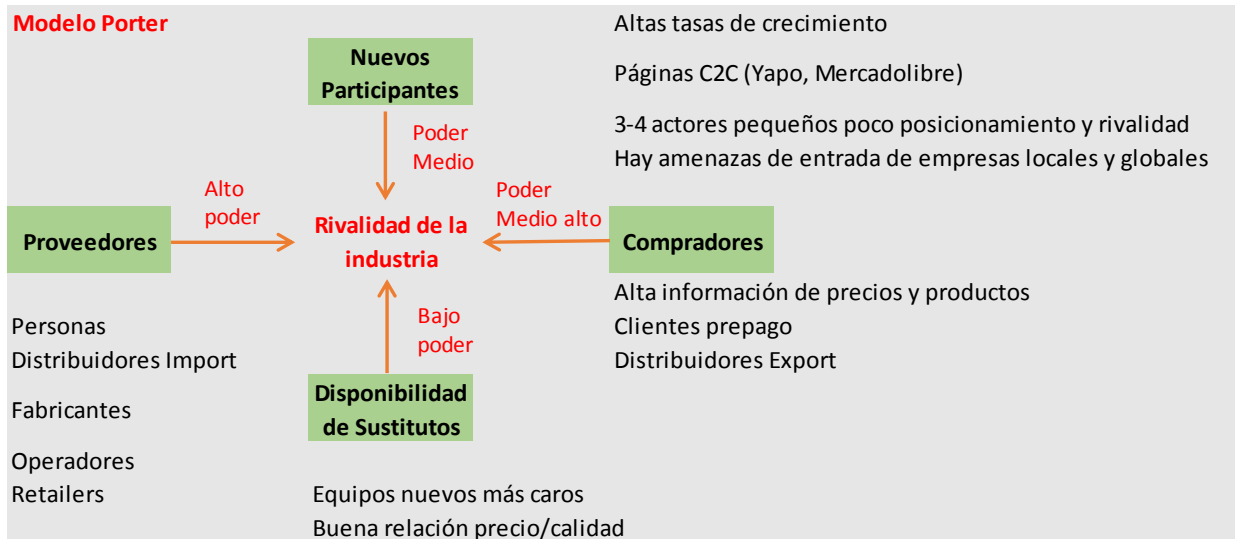 Modelo Porter
Altas tasas de crecimiento
Nuevos
Participantes
Páginas C2C (Yapo, Mercadolibre)
Poder
Medio
3-4 actores pequeños poco posicionamiento y rivalidad
Hay amenazas de entrada de empresas locales y globales
Alto
poder
Poder
Medio alto
Proveedores
Rivalidad de la
industria
Compradores
Alta información de precios y productos
Clientes prepago
Distribuidores Export
Bajo
poder
Personas
Distribuidores Import
Fabricantes
Operadores
Retailers
Disponibilidad
de Sustitutos
Equipos nuevos más caros
Buena relación precio/calidad